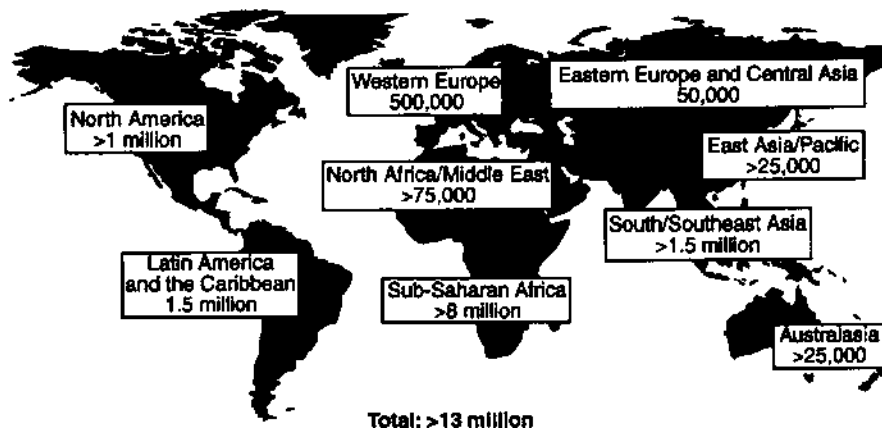 Western Europe
500,000
Eastern Europe and Central Asia
50,000
North America
>1 million
East Asia/Pacific
>25,000
North Africa/Middle East
>75,000
South/Southeast Asia
>1.5 million
Latin America
and the Caribbean
1.5 million
Sub-Saharan Africa
>8 million
Australasia
>25,000
Total: >13 million